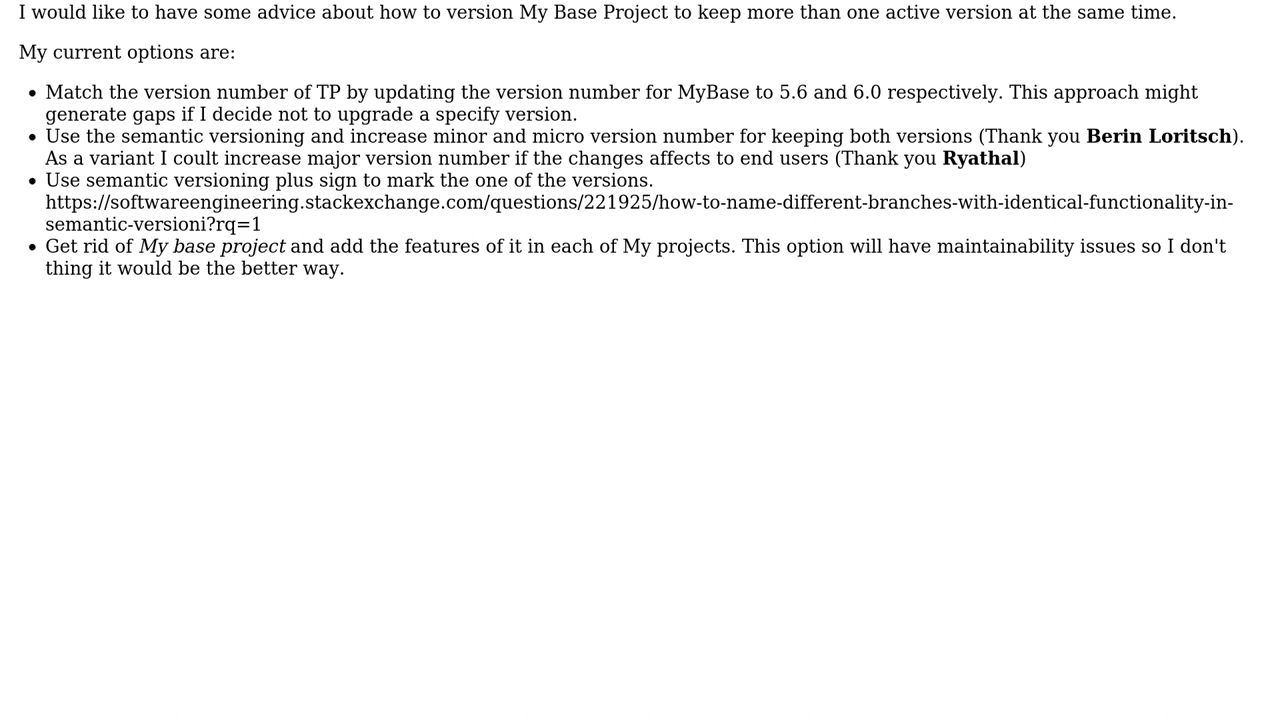 I would like to have some advice about how to version My Base Project to keep more than one active version at the same time.
My current options are:
• Match the version number of TP by updating the version number for MyBase to 5.6 and 6.0 respectively. This approach might
generate gaps if I decide not to upgrade a specify version.
• Use the semantic versioning and increase minor and micro version number for keeping both versions (Thank you Berin Loritsch).
As a variant I coult increase major version number if the changes affects to end users (Thank you Ryathal)
• Use semantic versioning plus sign to mark the one of the versions.
https://softwareengineering.stackexchange.com/questions/221925/how-to-name-different-branches-with-identical-functionality-in-
semantic-versioni?rq=1
• Get rid of My base project and add the features of it in each of My projects. This option will have maintainability issues so I don't
thing it would be the better way.